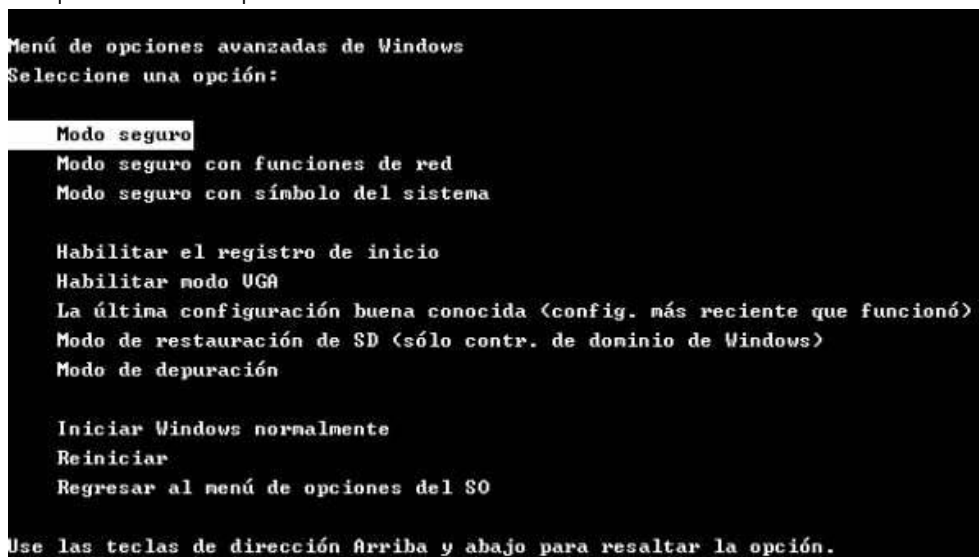 Menú de opciones avanzadas de Windows
Seleccione una opción:
Modo seguro
Modo seguro con funciones de red
Modo seguro con símbolo del sistema
Habilitar el registro de inicio
Habilitar modo VGA
La última configuración buena conocida (config. más reciente que funcionó)
Modo de restauración de SD (sólo contr. de dominio de Windows)
Modo de depuración
Iniciar Windows normalmente
Reiniciar
Regresar al menú de opciones del SO
Use las teclas de dirección Arriba y abajo para resaltar la opción.